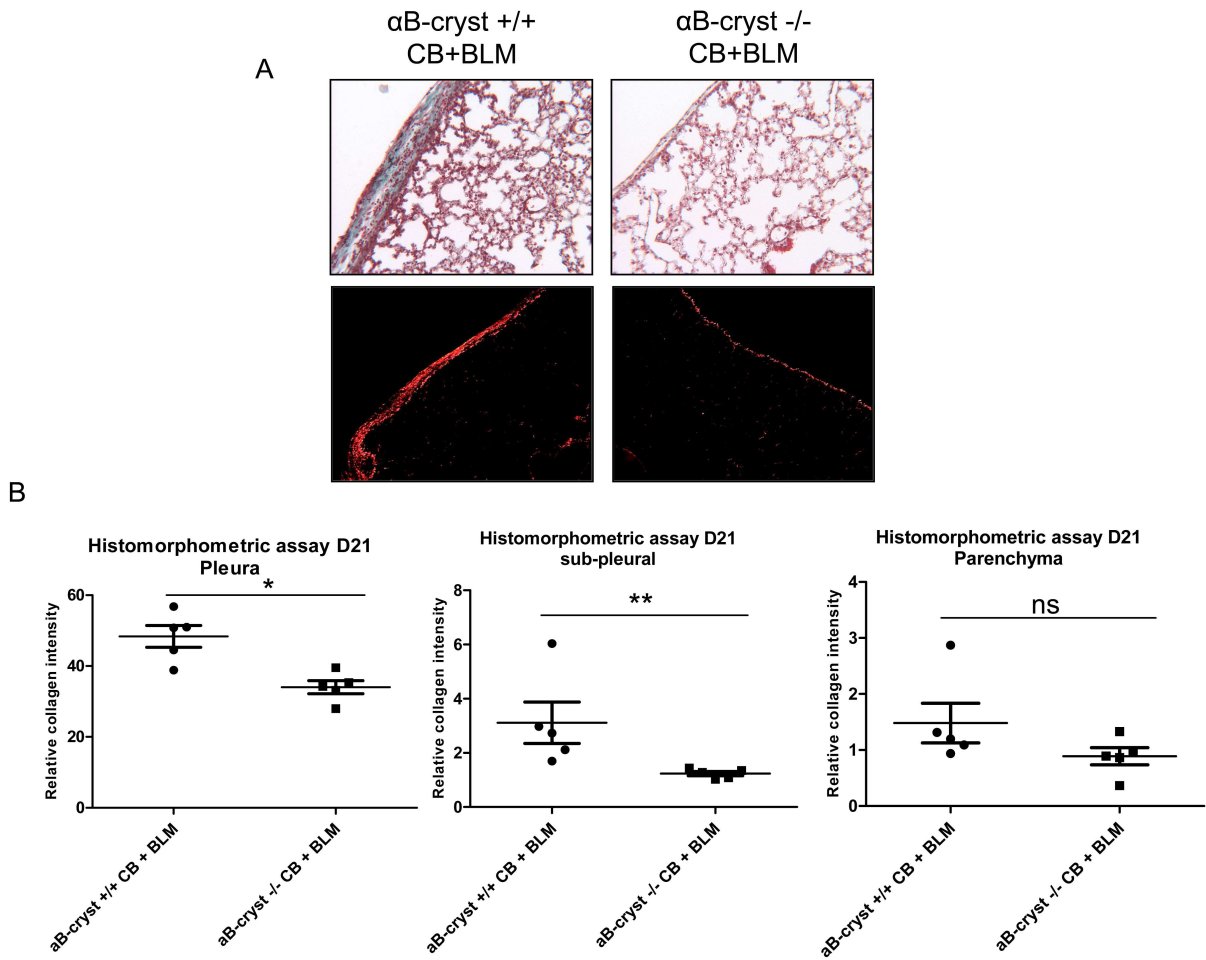 αB-cryst +/+
CB+BLM
αB-cryst -/-
CB+BLM
A
B
Histomorphometric assay D21
Pleura
*
Relative collagen intensity
60
40
20
0
aB-cryst +/+ CB + BLM
aB-cryst -/- CB + BLM
Histomorphometric assay D21
sub-pleural
**
Relative collagen intensity
8
6
4
2
0
aB-cryst +/+ CB + BLM
aB-cryst -/- CB + BLM
Histomorphometric assay D21
Parenchyma
ns
Relative collagen intensity
4
3
2
1
0
aB-cryst +/+ CB + BLM
aB-cryst -/- CB + BLM